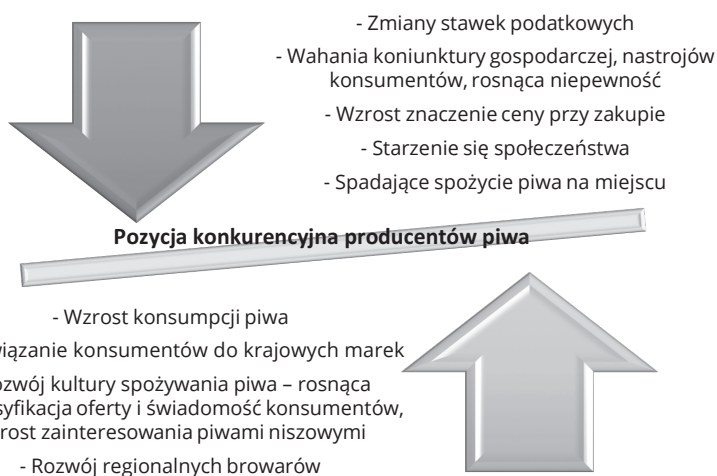 - Zmiany stawek podatkowych
- Wahania koniunktury gospodarczej, nastrojów
konsumentów, rosnąca niepewność
- Wzrost znaczenie ceny przy zakupie
- Starzenie się społeczeństwa
- Spadające spożycie piwa na miejscu
Pozycja konkurencyjna producentów piwa
- Wzrost konsumpcji piwa
wiązanie konsumentów do krajowych marek
ozwój kultury spożywania piwa – rosnąca
syfikacja oferty i świadomość konsumentów,
rost zainteresowania piwami niszowymi
- Rozwój regionalnych browarów